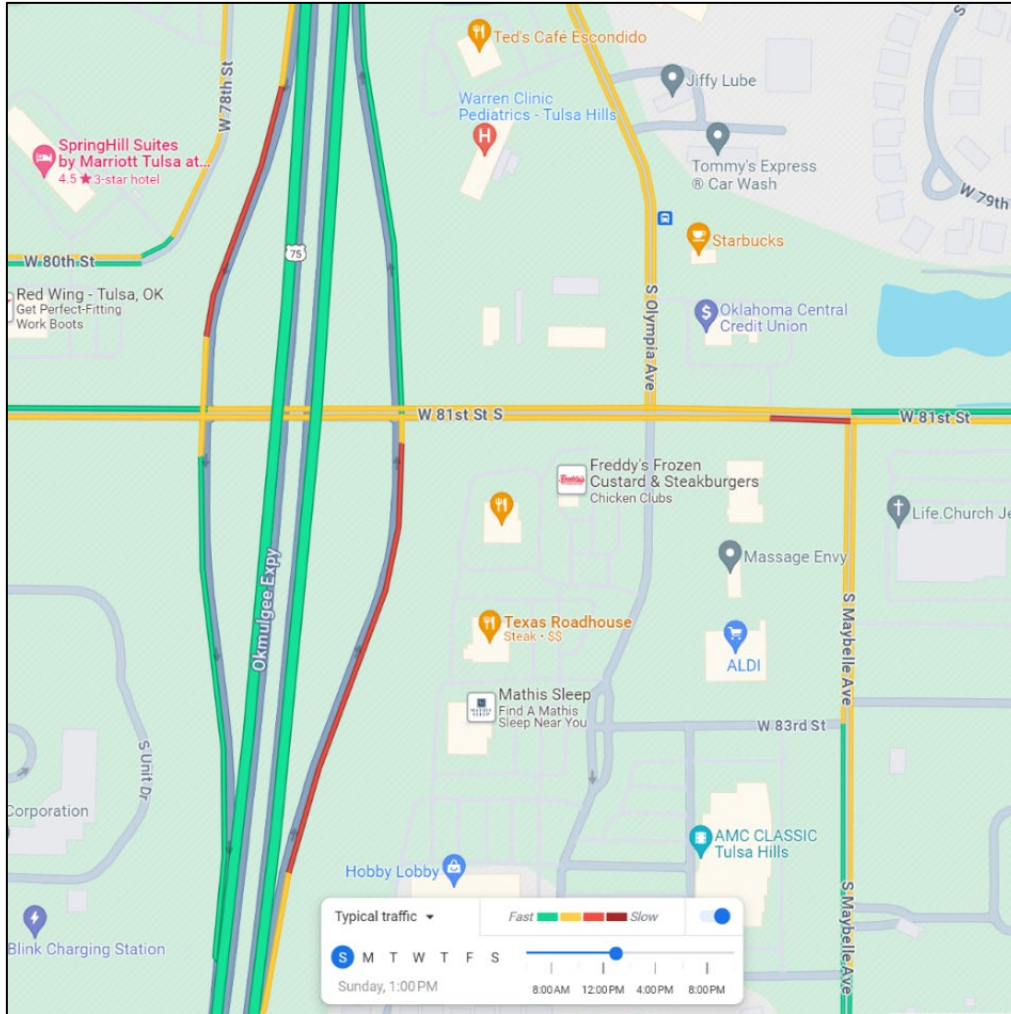 Ted's Café Escondido
W 78th St
Jiffy Lube
Warren Clinic
Pediatrics - Tulsa Hills
H
SpringHill Suites
by Marriott Tulsa at...
4.5 ★ 3-star hotel
Tommy's Express
® Car Wash
W 79th
S
75
Starbucks
W 80th St
S Olympia Ave
Red Wing - Tulsa, OK
Get Perfect-Fitting
Work Boots
Oklahoma Central
Credit Union
W 81st St S
W 81st St
Freddy's Frozen
Custard & Steakburgers
Chicken Clubs
Life.Church Je
Massage Envy
Okmulgee Expy
S Maybelle Ave
Texas Roadhouse
Steak • $$
ALDI
Mathis Sleep
Find A Mathis
Sleep Near You
W 83rd St
S Unit Dr
Corporation
AMC CLASSIC
Tulsa Hills
Hobby Lobby
S Maybelle Ave
Blink Charging Station
Typical traffic
Fast Slow
S M T W T F S
Sunday, 1:00 PM
8:00 AM 12:00 PM 4:00 PM 8:00 PM